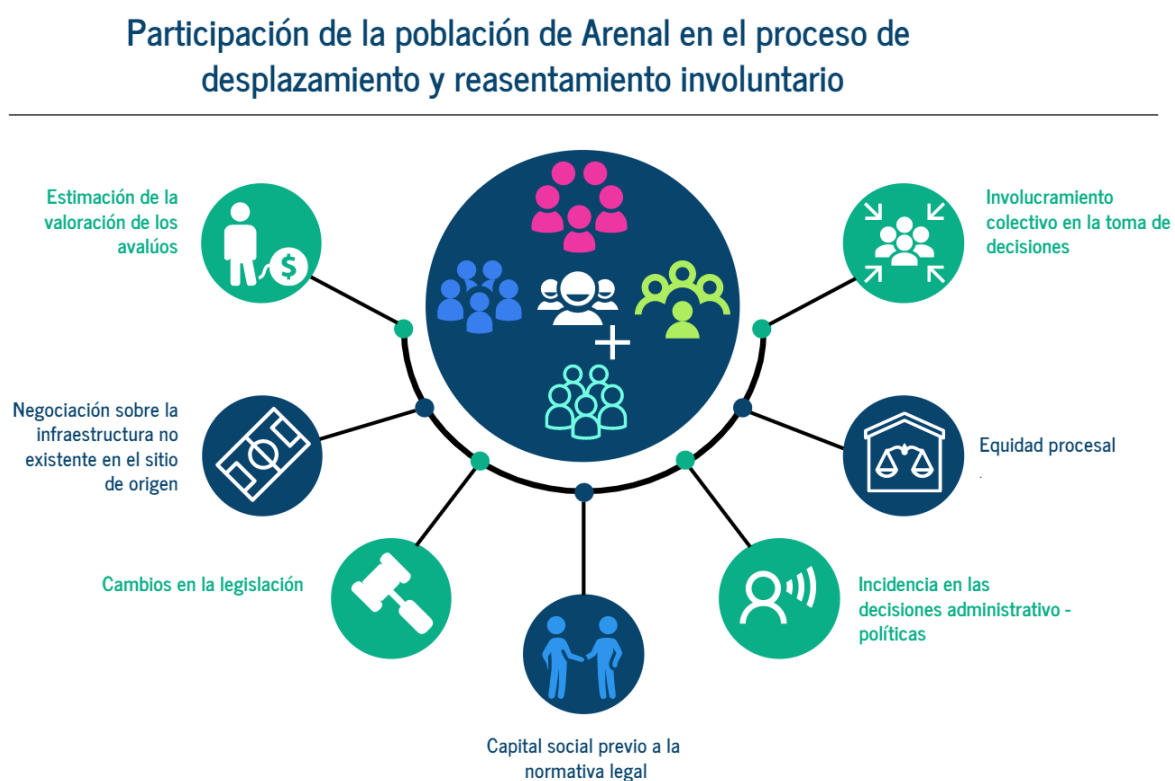 Participación de la población de Arenal en el proceso de
desplazamiento y reasentamiento involuntario
Estimación de la
valoración de los
avalúos
$
Involucramiento
colectivo en la toma de
decisiones
Negociación sobre la
infraestructura no
existente en el sitio
de origen
Equidad procesal
.
Cambios en la legislación
Incidencia en las
decisiones administrativo -
políticas
Capital social previo a la
normativa legal